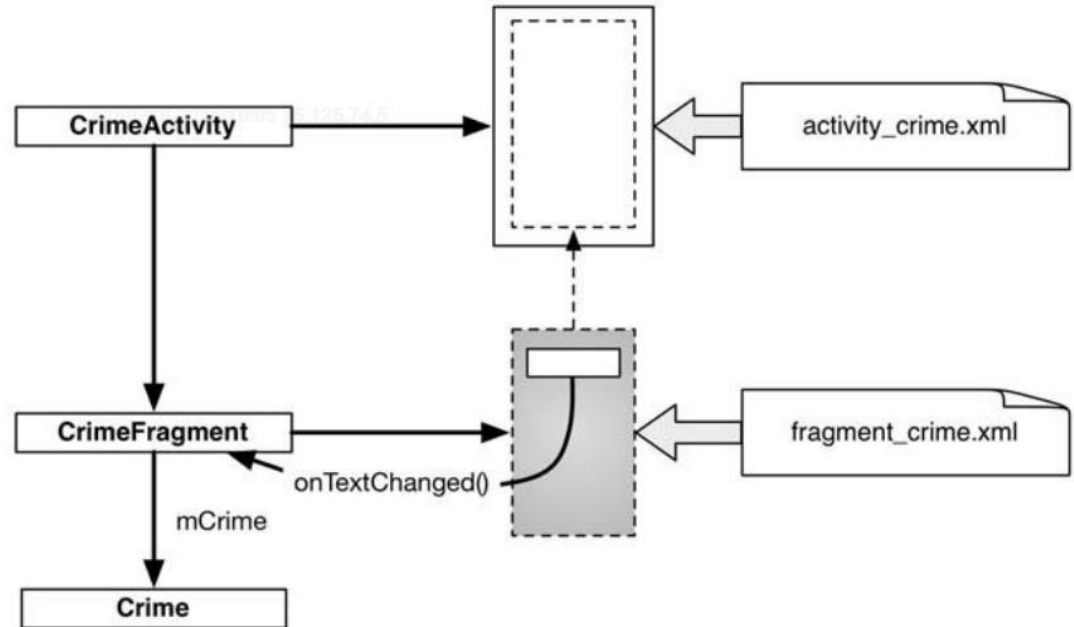 CrimeActivity
activity_crime.xml
CrimeFragment
fragment_crime.xml
onTextChanged()
mCrime
Crime